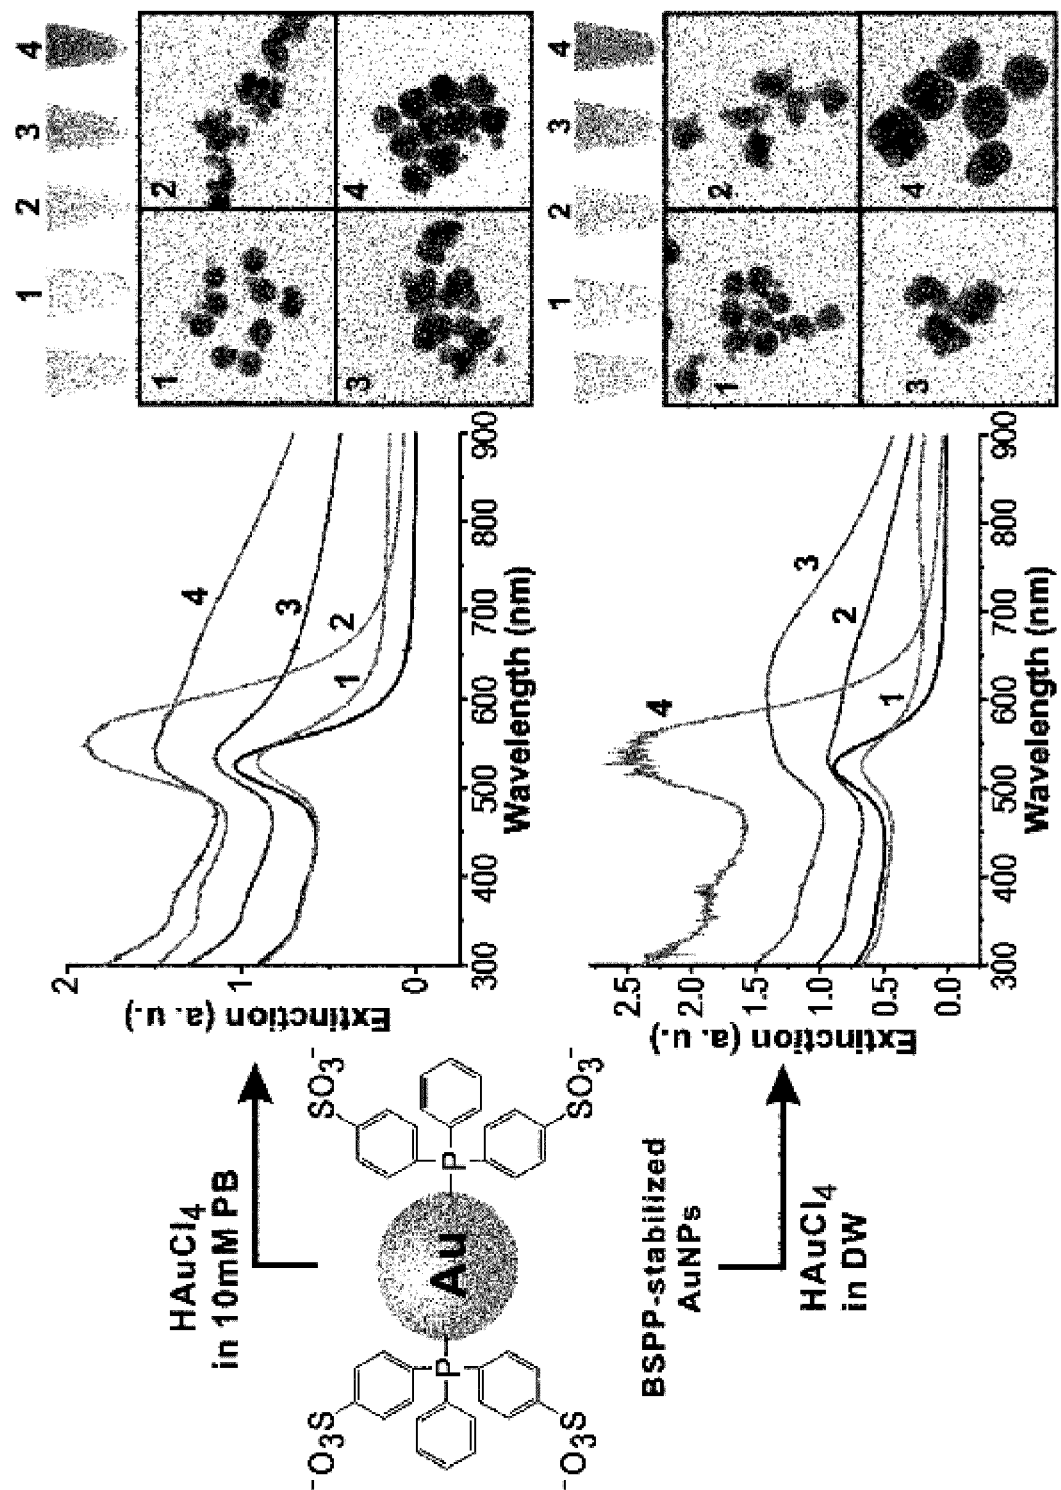 HAuCl4
in 10mM PB
-O3S
SO3-
P
Au
P
-O3S
SO3-
BSPP-stabilized
AuNPs
HAuCl4
in DW
Extinction (a. u.)
2
1
0
300 400 500 600 700 800 900
Wavelength (nm)
1
2
3
4
1 2 3 4
1
2
3
4
Extinction (a. u.)
2.5
2.0
1.5
1.0
0.5
0.0
300 400 500 600 700 800 900
Wavelength (nm)
4
1
2
3
1 2 3 4
1
2
3
4